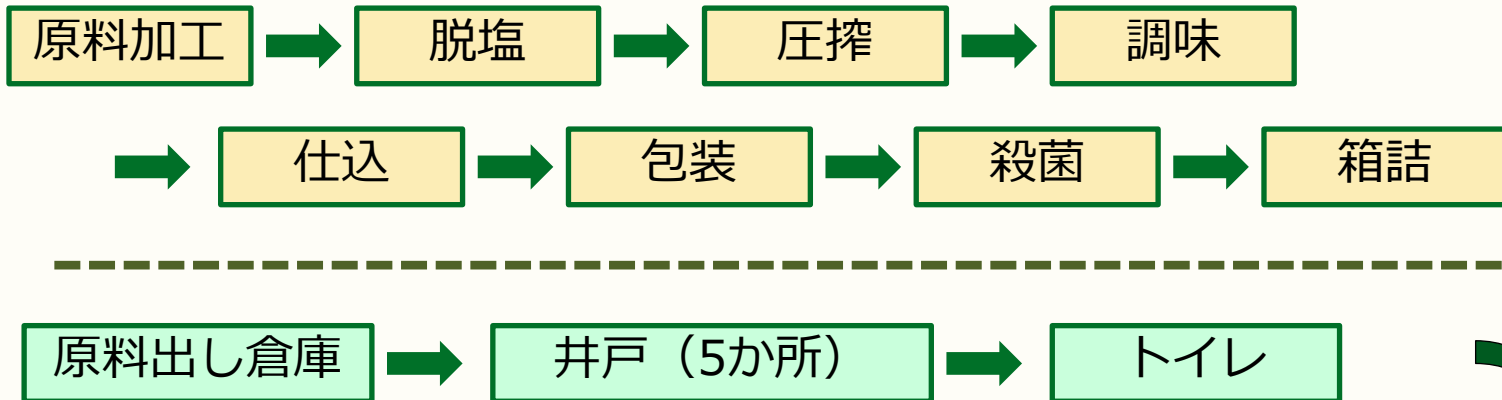 原料加工 脱塩 圧搾 調味
仕込 包装 殺菌 箱詰
原料出し倉庫 井戸（5か所） トイレ